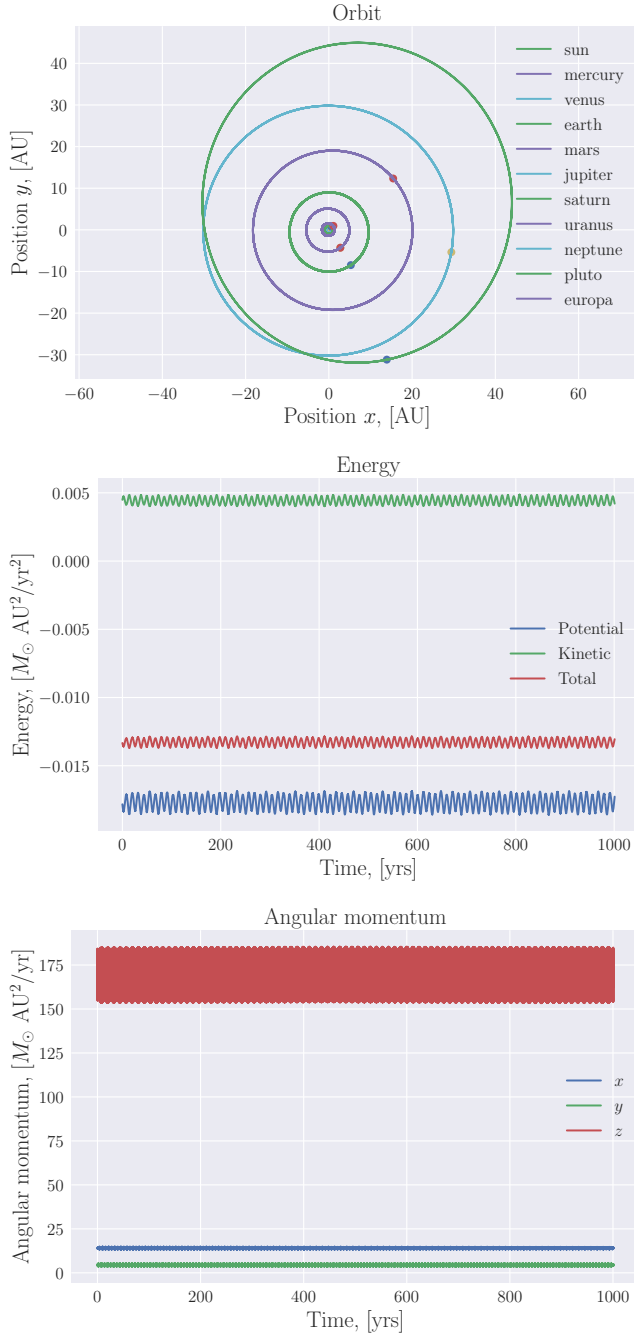 Orbit
Position y, [AU]
40
30
20
10
0
−10
−20
−30
−60
−40
−20
0
20
40
60
Position x, [AU]
sun
mercury
venus
earth
mars
jupiter
saturn
uranus
neptune
pluto
europa
Energy
Energy, [M⊙ AU²/yr²]
0.005
0.000
−0.005
−0.010
−0.015
0
200
400
600
800
1000
Time, [yrs]
Potential
Kinetic
Total
Angular momentum
Angular momentum, [M⊙ AU²/yr]
175
150
125
100
75
50
25
0
0
200
400
600
800
1000
Time, [yrs]
x
y
z